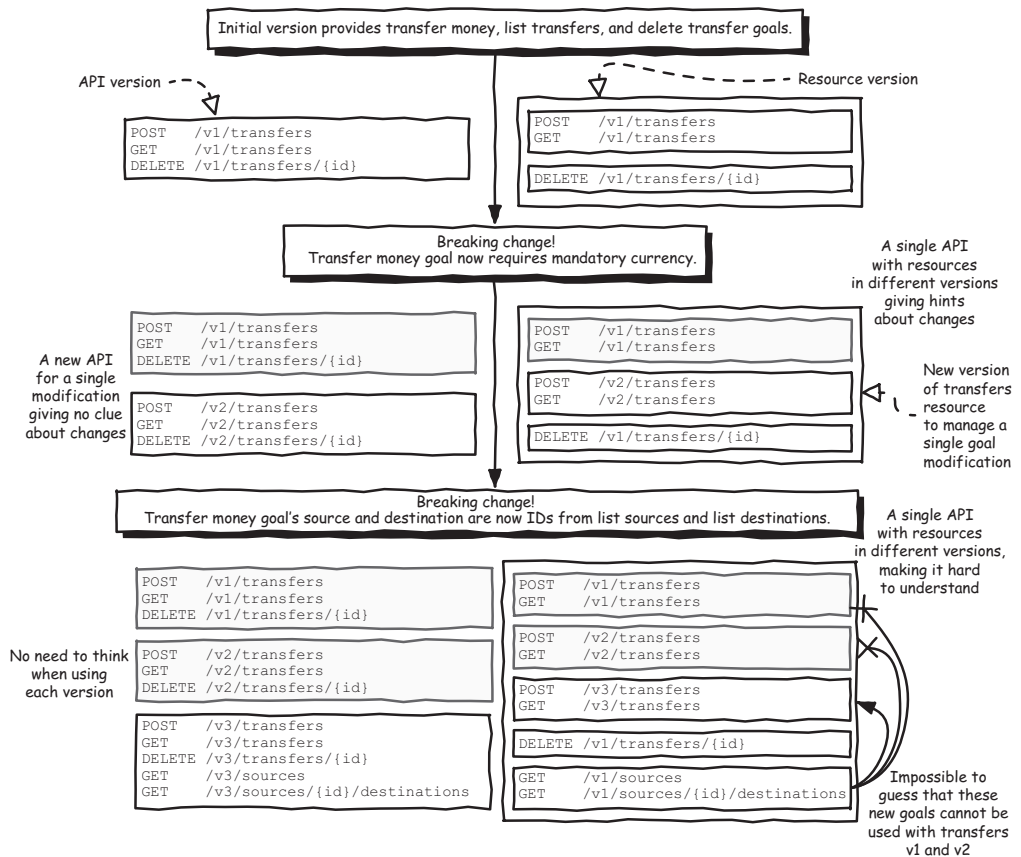 Initial version provides transfer money, list transfers, and delete transfer goals.
API version
Resource version
POST /v1/transfers
GET /v1/transfers
DELETE /v1/transfers/{id}
POST /v1/transfers
GET /v1/transfers
DELETE /v1/transfers/{id}
Breaking change!
Transfer money goal now requires mandatory currency.
A single API
with resources
in different versions
giving hints
about changes
A new API
for a single
modification
giving no clue
about changes
POST /v1/transfers
GET /v1/transfers
DELETE /v1/transfers/{id}
POST /v2/transfers
GET /v2/transfers
DELETE /v2/transfers/{id}
POST /v1/transfers
GET /v1/transfers
POST /v2/transfers
GET /v2/transfers
DELETE /v1/transfers/{id}
New version
of transfers
resource
to manage a
single goal
modification
Breaking change!
Transfer money goal's source and destination are now IDs from list sources and list destinations.
A single API
with resources
in different versions,
making it hard
to understand
No need to think
when using
each version
POST /v1/transfers
GET /v1/transfers
DELETE /v1/transfers/{id}
POST /v2/transfers
GET /v2/transfers
DELETE /v2/transfers/{id}
POST /v3/transfers
GET /v3/transfers
DELETE /v3/transfers/{id}
GET /v3/sources
GET /v3/sources/{id}/destinations
POST /v1/transfers
GET /v1/transfers
POST /v2/transfers
GET /v2/transfers
POST /v3/transfers
GET /v3/transfers
DELETE /v1/transfers/{id}
GET /v1/sources
GET /v1/sources/{id}/destinations
Impossible to
guess that these
new goals cannot be
used with transfers
v1 and v2